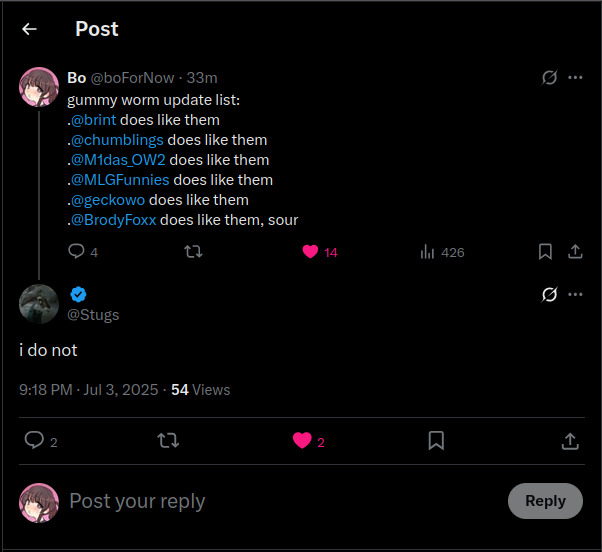 Post
Bo @boForNow · 33m
gummy worm update list:
.@brint does like them
.@chumblings does like them
.@M1das_OW2 does like them
.@MLGFunnies does like them
.@geckowo does like them
.@BrodyFoxx does like them, sour
4 14 426
@Stugs
i do not
9:18 PM · Jul 3, 2025 · 54 Views
2 2
Post your reply Reply